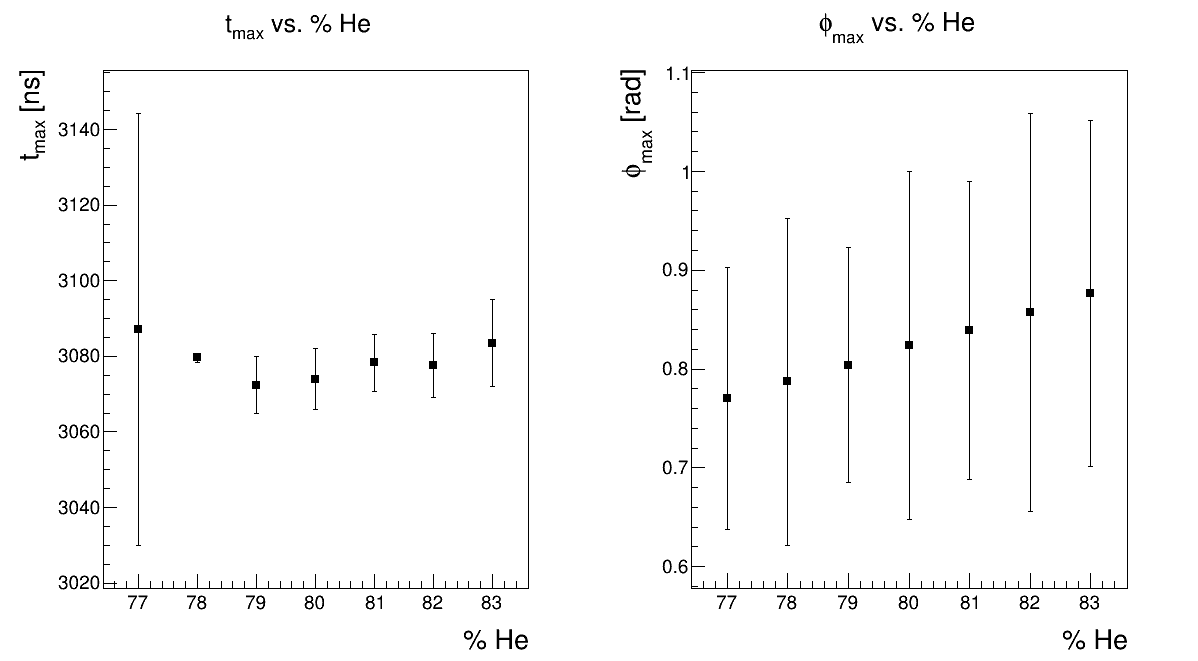 t_max vs. % He
t_max [ns]
3140
3120
3100
3080
3060
3040
3020
77 78 79 80 81 82 83
% He
ϕ_max vs. % He
ϕ_max [rad]
1.1
1
0.9
0.8
0.7
0.6
77 78 79 80 81 82 83
% He